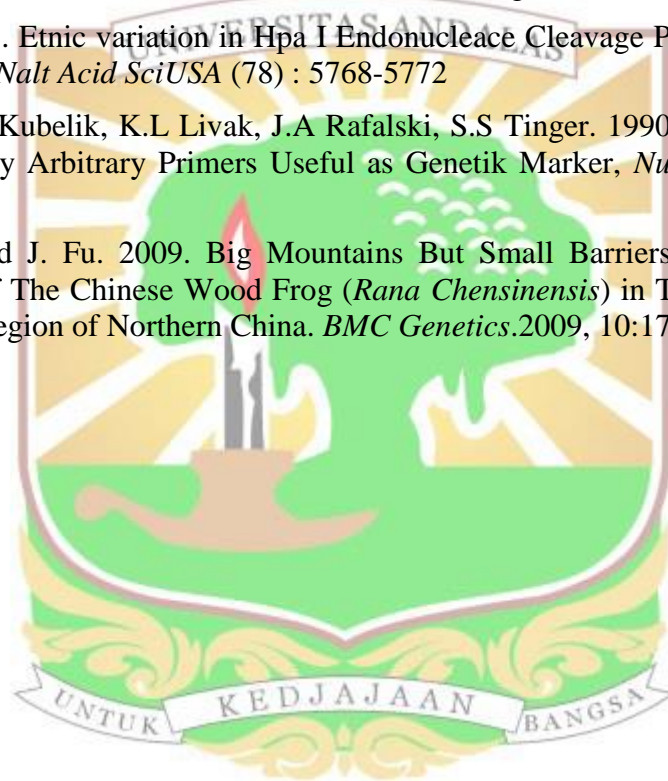 UNIVERSITAS ANDALAS
. Etnic variation in Hpa I Endonucleace Cleavage P
Nalt Acid SciUSA (78) : 5768-5772
Kubelik, K.L Livak, J.A Rafalski, S.S Tinger. 1990
y Arbitrary Primers Useful as Genetik Marker, Nu
d J. Fu. 2009. Big Mountains But Small Barriers
f The Chinese Wood Frog (Rana Chensinensis) in T
egion of Northern China. BMC Genetics.2009, 10:17
UNTUK KEDJAJAAN BANGSA